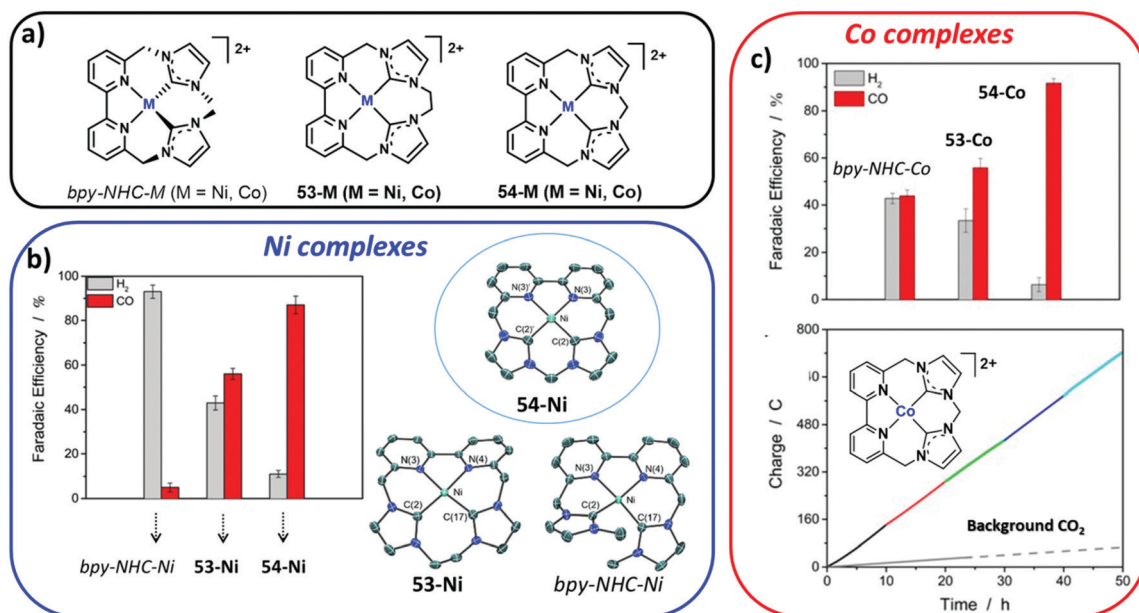 a)
N
N
N
N
N
N
M
2+
bpy-NHC-M (M = Ni, Co)
N
N
N
N
N
N
M
2+
53-M (M = Ni, Co)
N
N
N
N
N
N
M
2+
54-M (M = Ni, Co)
Ni complexes
b)
Faradaic Efficiency / %
100
80
60
40
20
0
H₂
CO
bpy-NHC-Ni
53-Ni
54-Ni
N(3)'
N(3)
Ni
C(2)'
C(2)
54-Ni
N(3)
N(4)
Ni
C(2)
C(17)
53-Ni
N(3)
N(4)
Ni
C(2)
C(17)
bpy-NHC-Ni
Co complexes
c)
Faradaic Efficiency / %
100
80
60
40
20
0
H₂
CO
bpy-NHC-Co
53-Co
54-Co
Charge / C
800
480
320
160
0
N
N
N
N
N
N
Co
2+
Background CO₂
0
10
20
30
40
50
Time / h